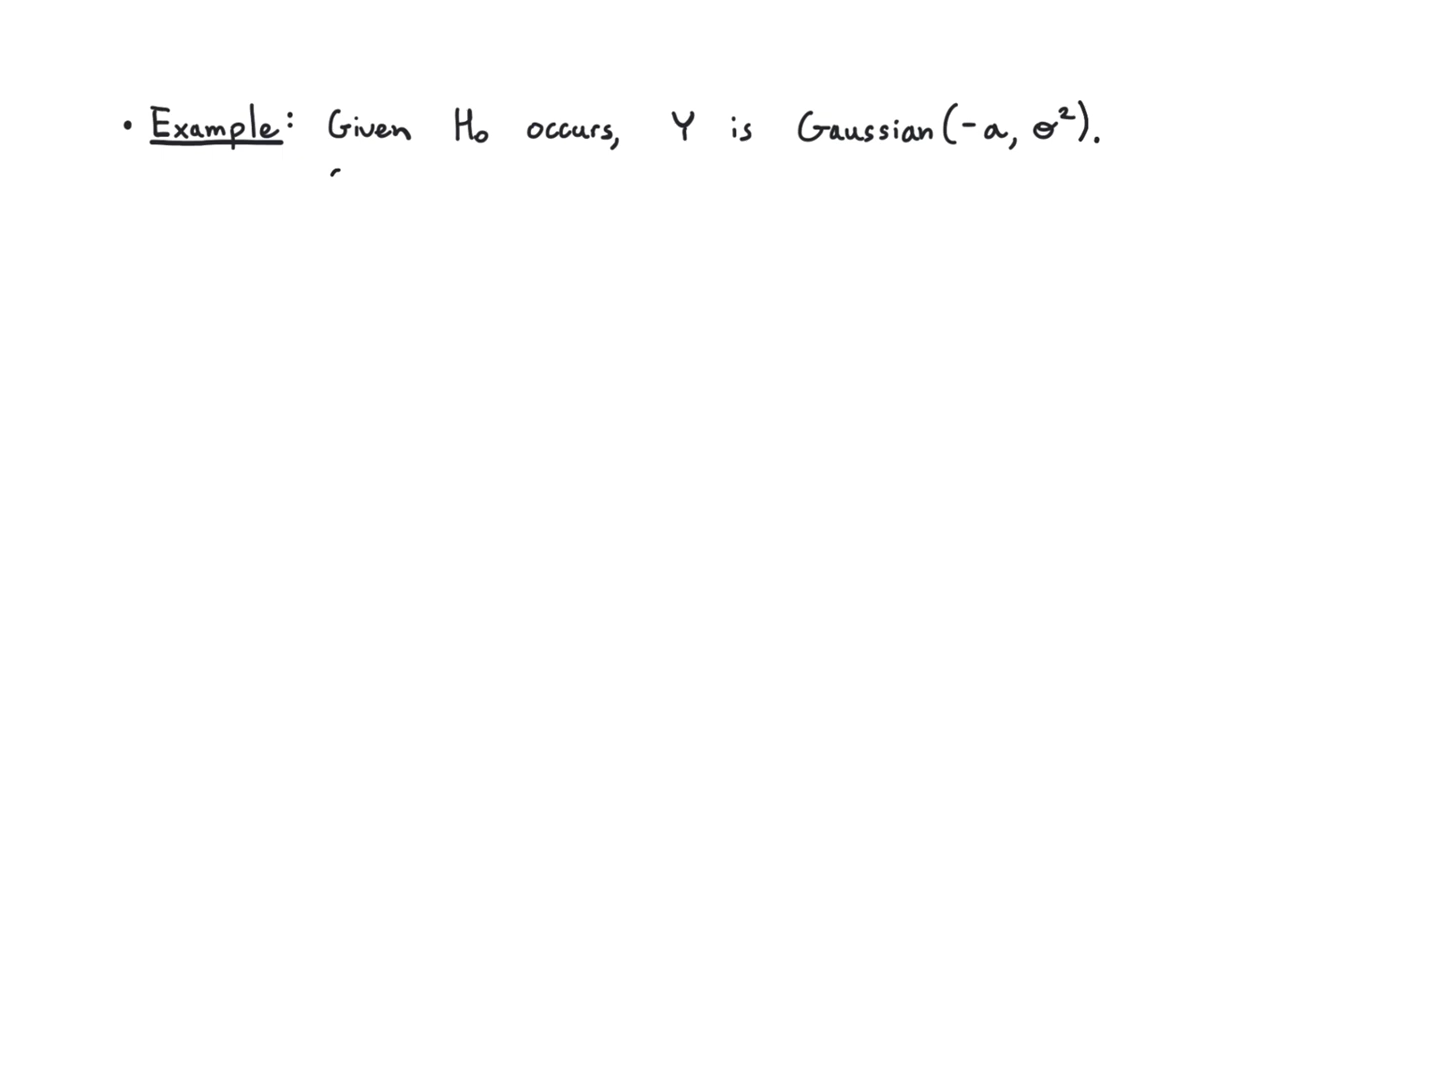 • Example: Given H₀ occurs, Y is Gaussian(-a, σ²).